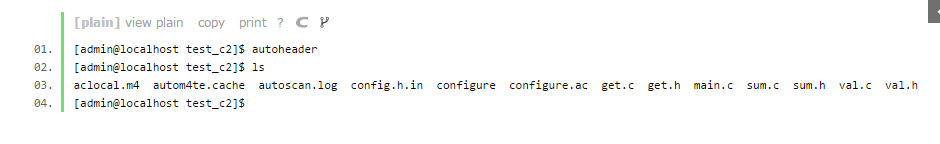 [plain] view plain copy print ?
01. [admin@localhost test_c2]$ autoheader
02. [admin@localhost test_c2]$ ls
03. aclocal.m4 autom4te.cache autoscan.log config.h.in configure configure.ac get.c get.h main.c sum.c sum.h val.c val.h
04. [admin@localhost test_c2]$